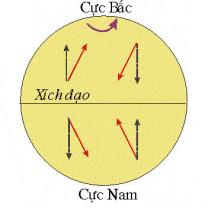 Cực Bắc
Xích đạo
Cực Nam